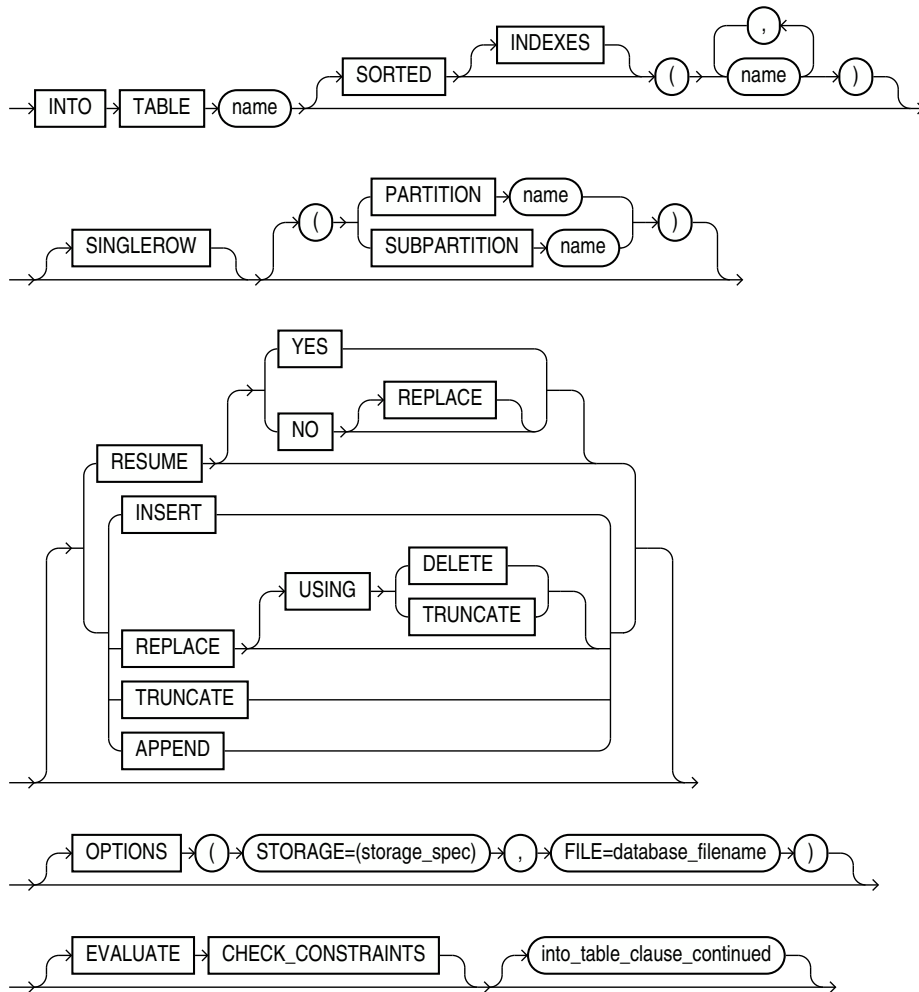 INTO TABLE name SORTED INDEXES ( name , )
SINGLEROW ( PARTITION name )
SUBPARTITION name
YES
NO REPLACE
RESUME
INSERT
REPLACE USING DELETE
TRUNCATE
TRUNCATE
APPEND
OPTIONS ( STORAGE=(storage_spec) , FILE=database_filename )
EVALUATE CHECK_CONSTRAINTS into_table_clause_continued